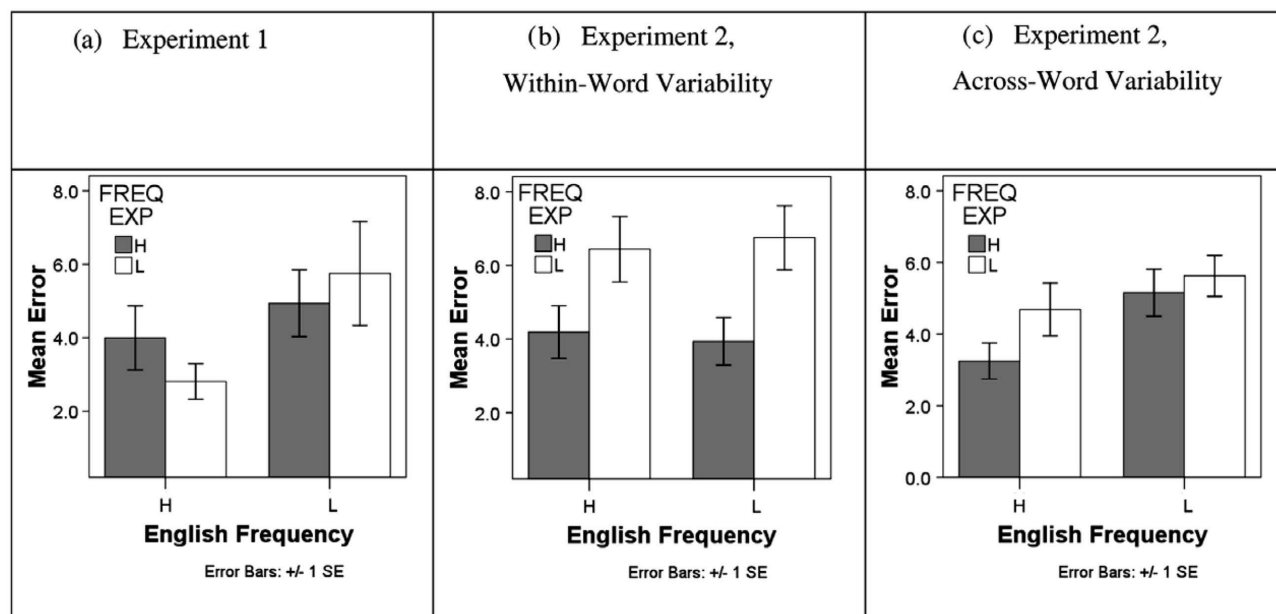 (a) Experiment 1
(b) Experiment 2,
Within-Word Variability
(c) Experiment 2,
Across-Word Variability
FREQ
EXP
H
L
8.0
6.0
4.0
2.0
Mean Error
H L
English Frequency
Error Bars: +/- 1 SE
FREQ
EXP
H
L
8.0
6.0
4.0
2.0
Mean Error
H L
English Frequency
Error Bars: +/- 1 SE
FREQ
EXP
H
L
8.0
6.0
4.0
2.0
0.0
Mean Error
H L
English Frequency
Error Bars: +/- 1 SE